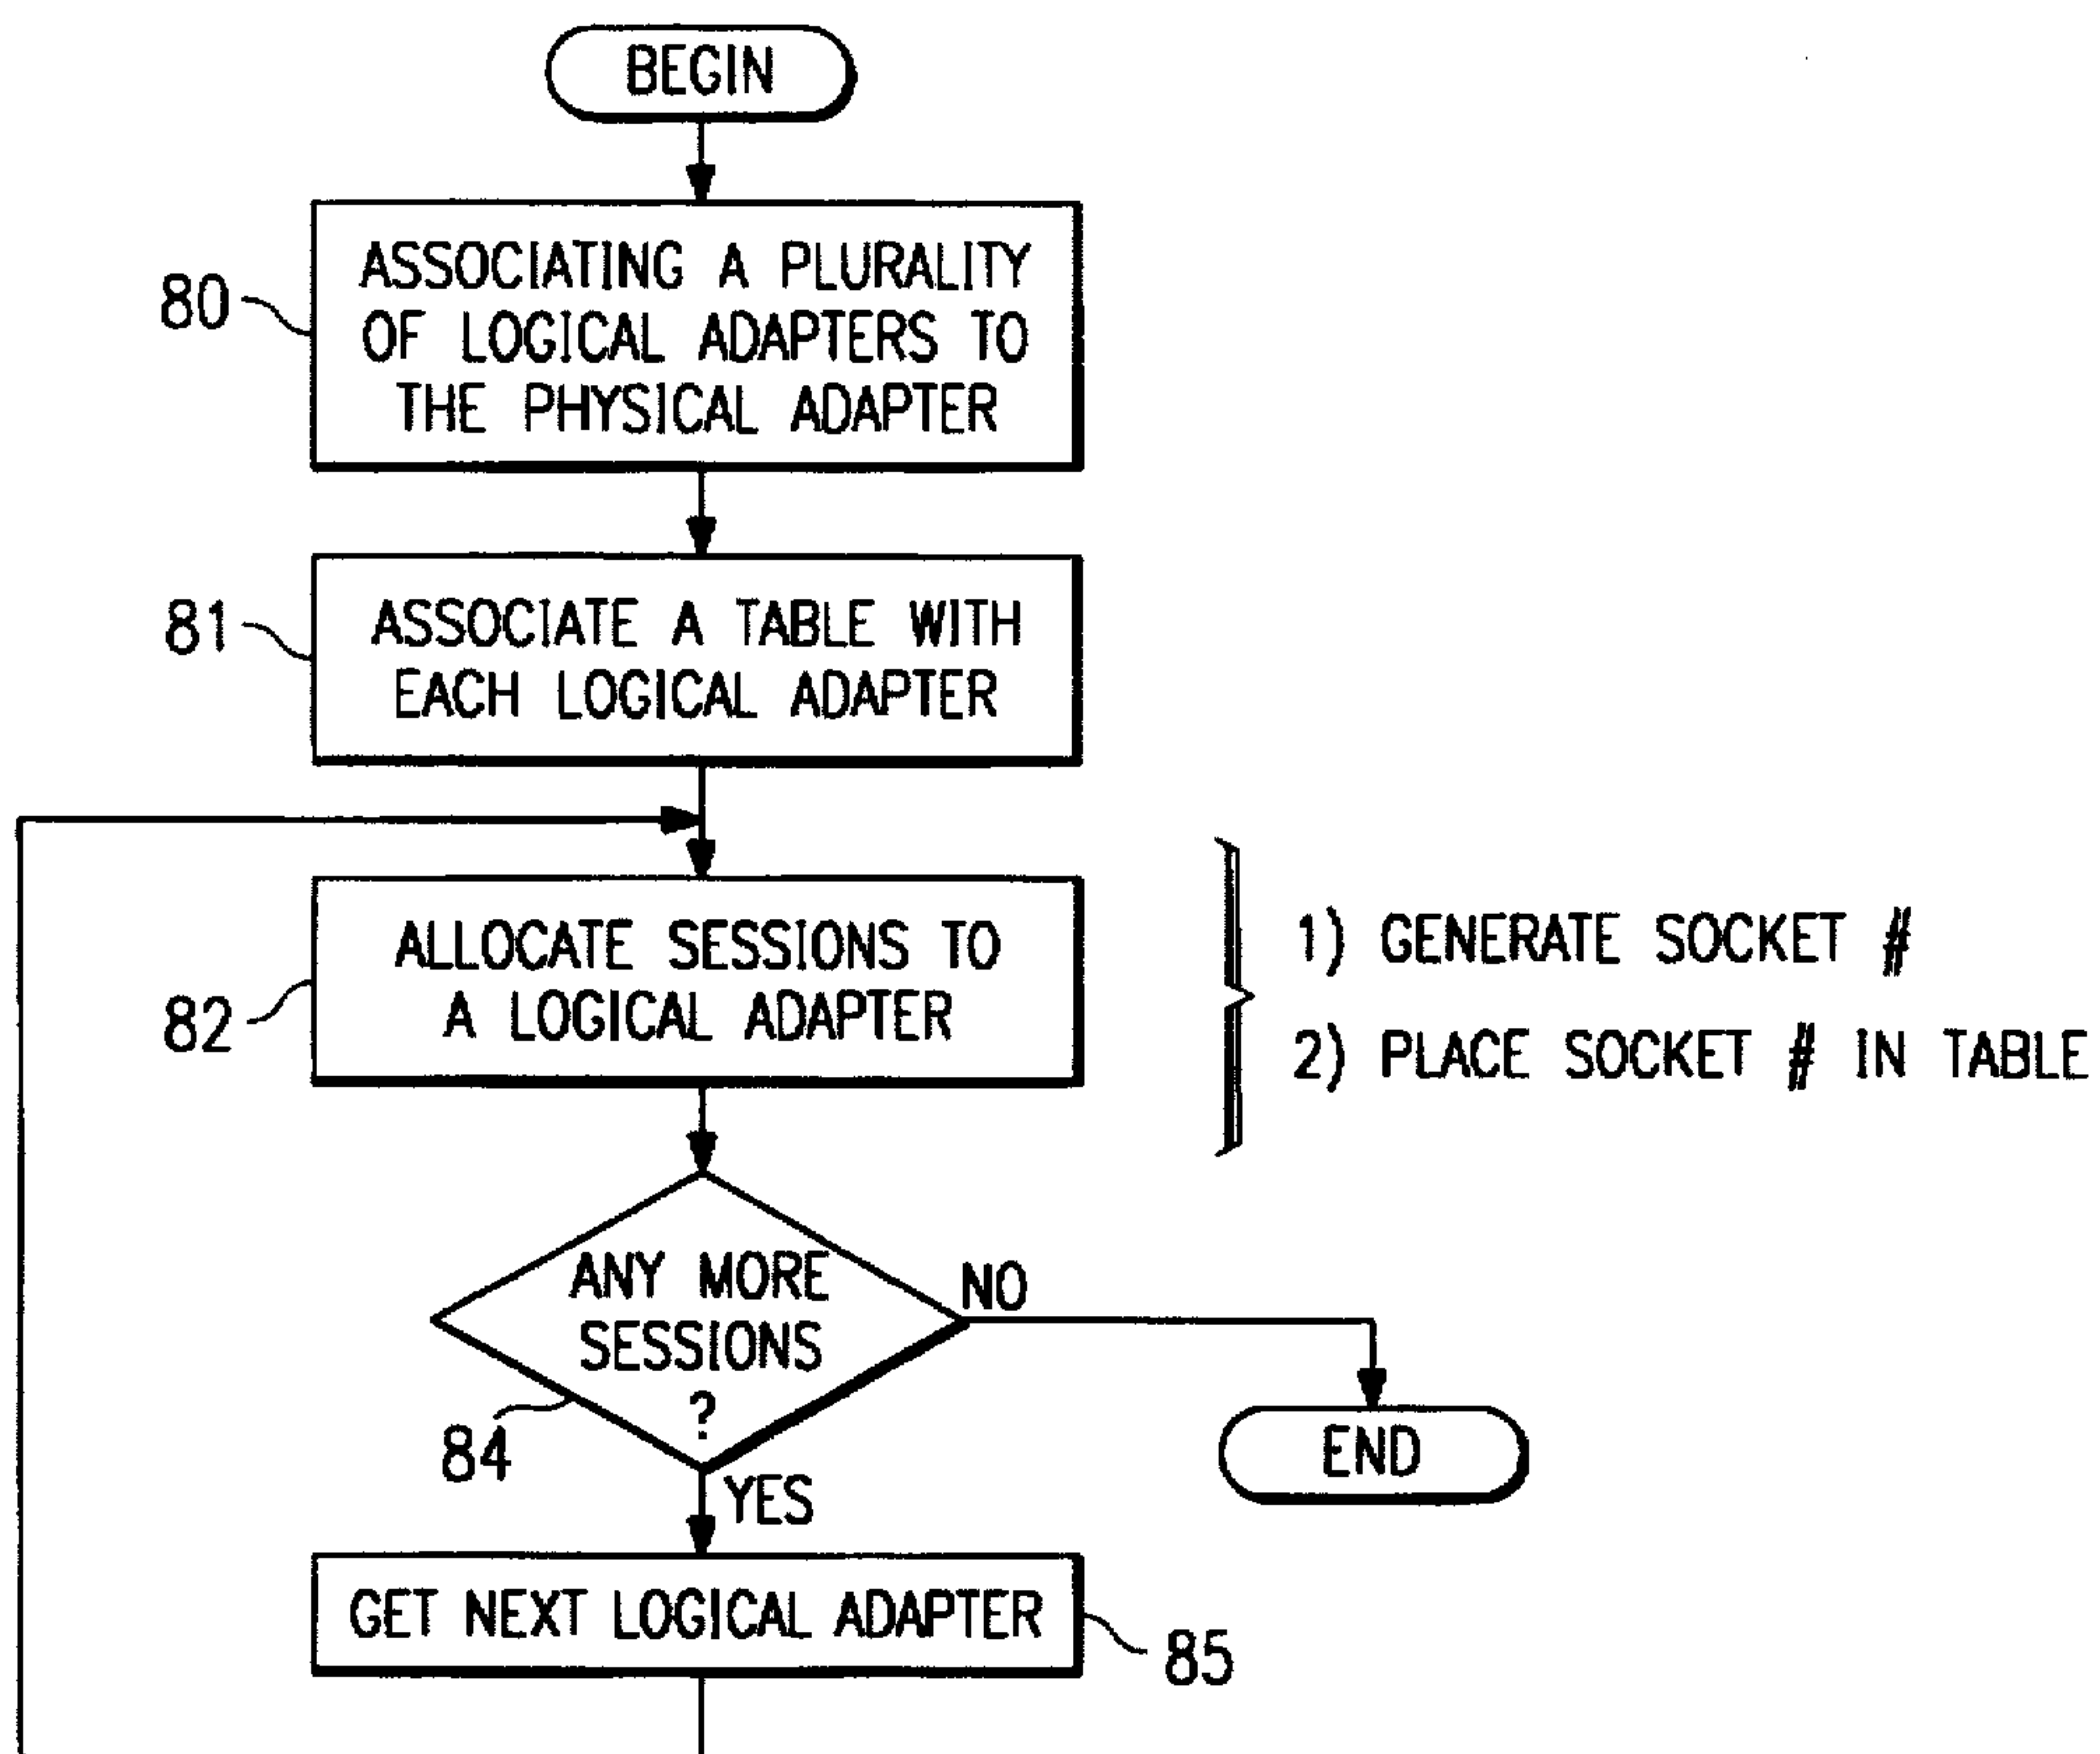 BEGIN
80
ASSOCIATING A PLURALITY
OF LOGICAL ADAPTERS TO
THE PHYSICAL ADAPTER
81
ASSOCIATE A TABLE WITH
EACH LOGICAL ADAPTER
82
ALLOCATE SESSIONS TO
A LOGICAL ADAPTER
1) GENERATE SOCKET #
2) PLACE SOCKET # IN TABLE
ANY MORE
SESSIONS
?
84
NO
END
YES
GET NEXT LOGICAL ADAPTER
85